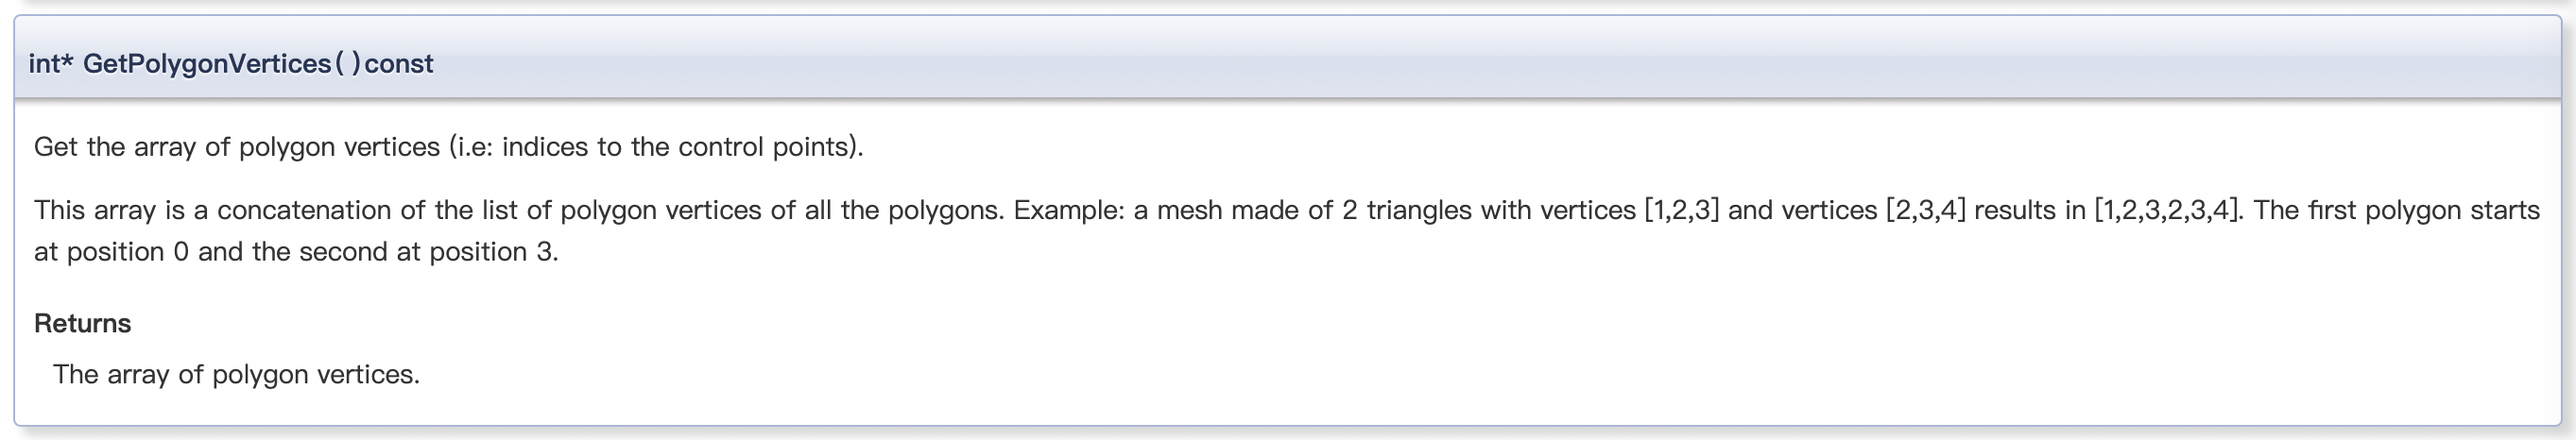 int* GetPolygonVertices( )const
Get the array of polygon vertices (i.e: indices to the control points).
This array is a concatenation of the list of polygon vertices of all the polygons. Example: a mesh made of 2 triangles with vertices [1,2,3] and vertices [2,3,4] results in [1,2,3,2,3,4]. The first polygon starts
at position 0 and the second at position 3.
Returns
The array of polygon vertices.